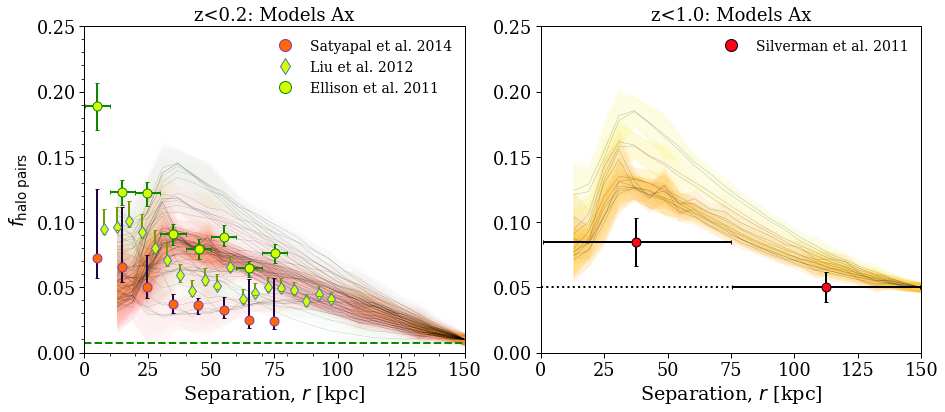 z<0.2: Models Ax
0.25
0.20
0.15
0.10
0.05
0.00
f halo pairs
Satyapal et al. 2014
Liu et al. 2012
Ellison et al. 2011
0 25 50 75 100 125 150
Separation, r [kpc]
z<1.0: Models Ax
0.25
0.20
0.15
0.10
0.05
0.00
Silverman et al. 2011
0 25 50 75 100 125 150
Separation, r [kpc]